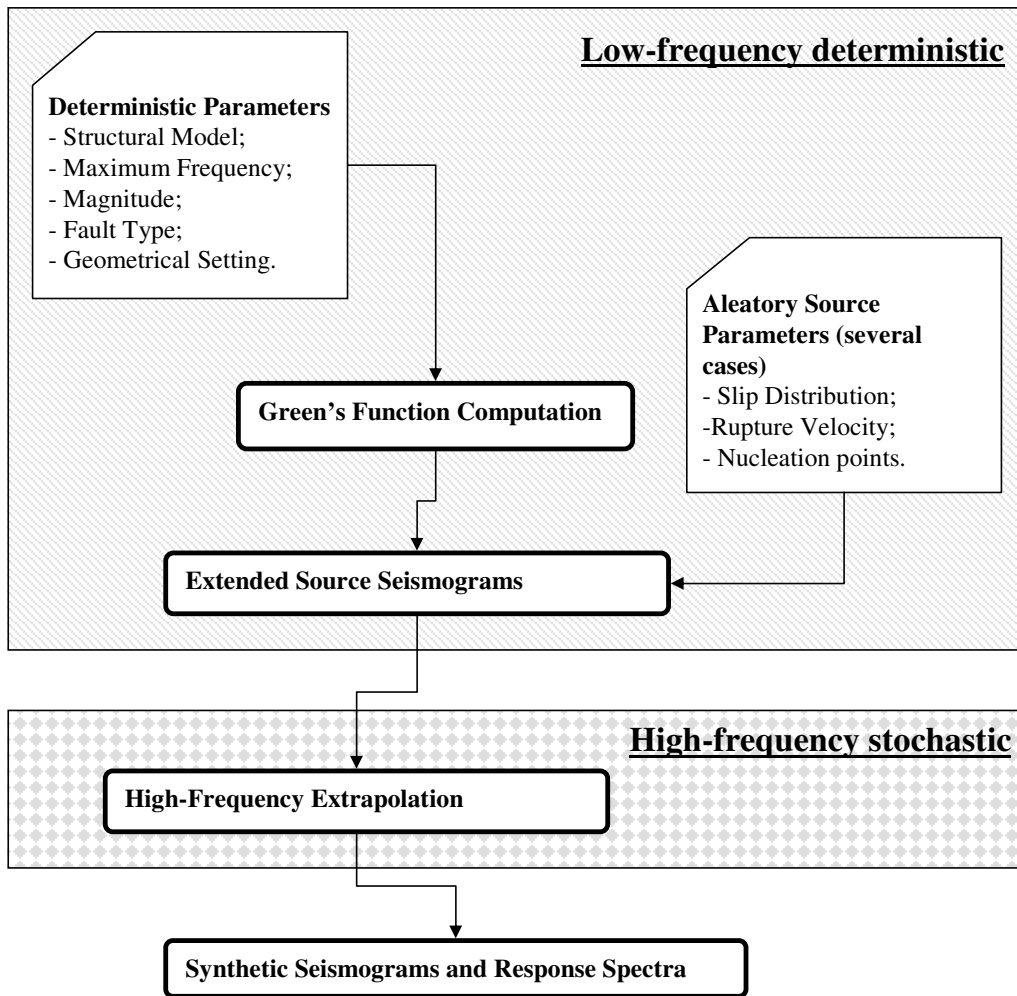 Low-frequency deterministic
Deterministic Parameters
- Structural Model;
- Maximum Frequency;
- Magnitude;
- Fault Type;
- Geometrical Setting.
Aleatory Source
Parameters (several
cases)
- Slip Distribution;
-Rupture Velocity;
- Nucleation points.
Green's Function Computation
Extended Source Seismograms
High-frequency stochastic
High-Frequency Extrapolation
Synthetic Seismograms and Response Spectra